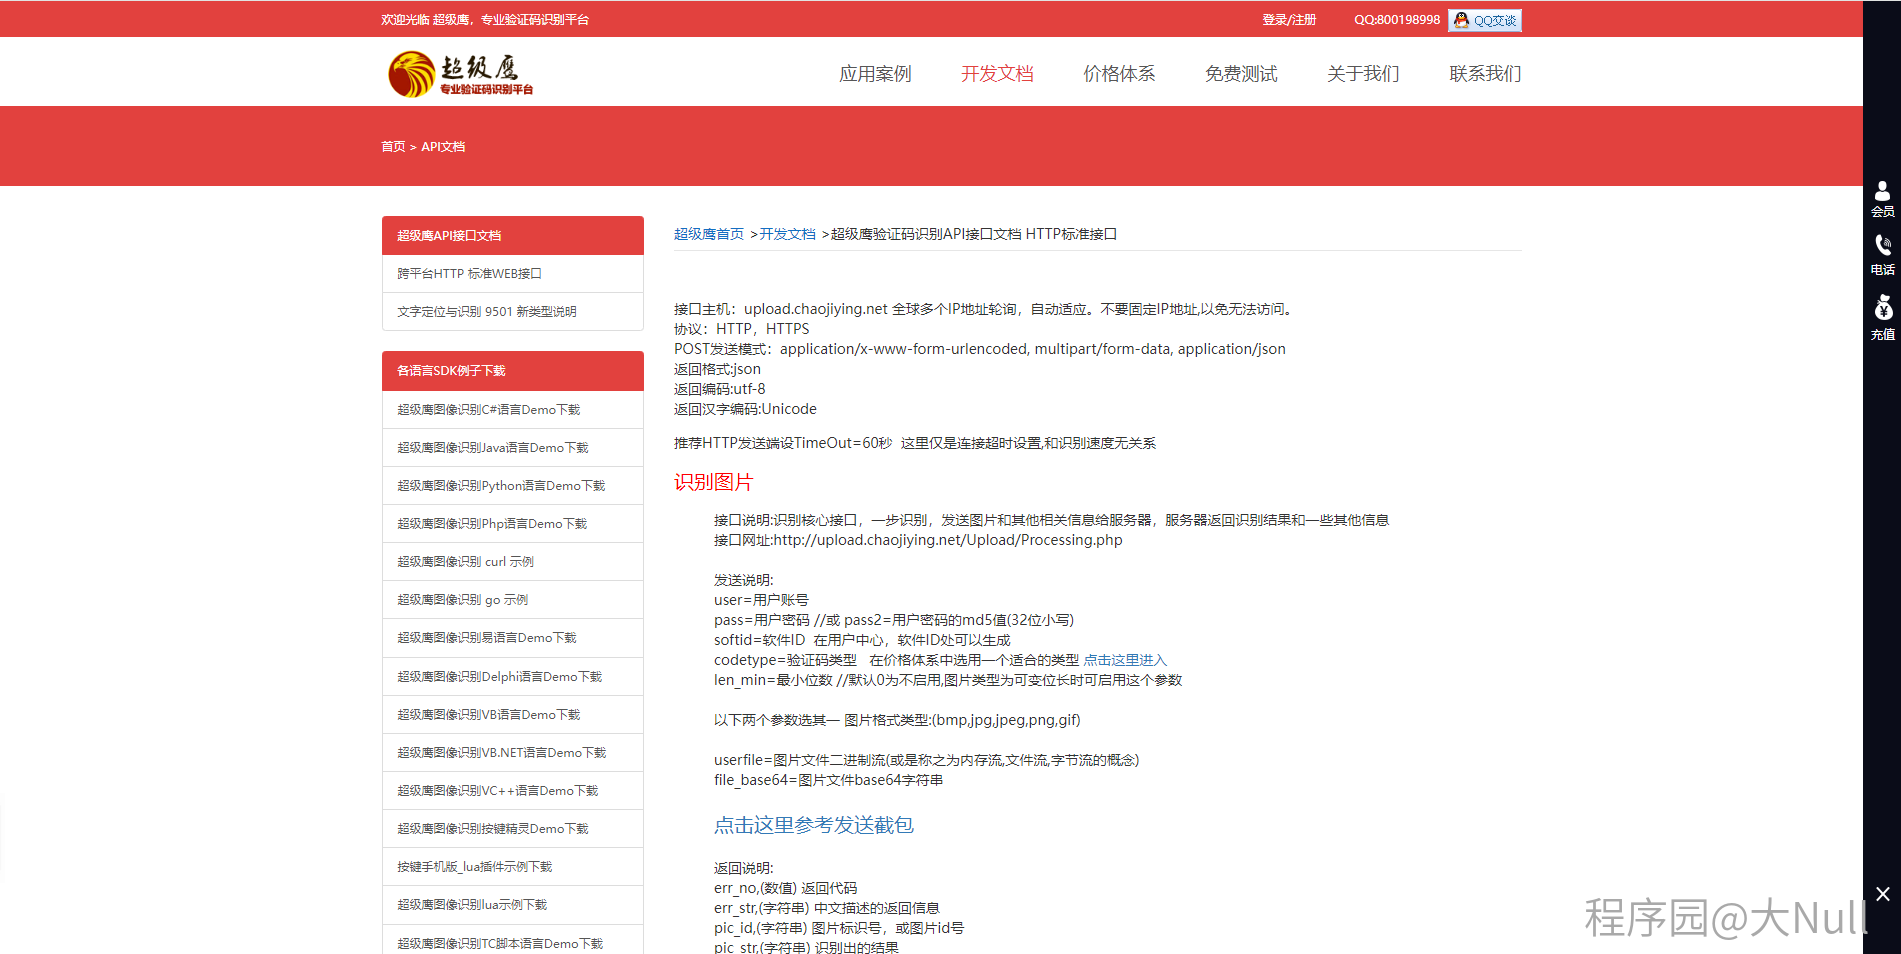 欢迎光临 超级鹰，专业验证码识别平台
登录/注册
QQ:800198998
QQ交谈
超级鹰
专业验证码识别平台
应用案例
开发文档
价格体系
免费测试
关于我们
联系我们
首页 > API文档
会员
电话
充值
超级鹰API接口文档
跨平台HTTP 标准WEB接口
文字定位与识别 9501 新类型说明
各语言SDK例子下载
超级鹰图像识别C#语言Demo下载
超级鹰图像识别Java语言Demo下载
超级鹰图像识别Python语言Demo下载
超级鹰图像识别Php语言Demo下载
超级鹰图像识别 curl 示例
超级鹰图像识别 go 示例
超级鹰图像识别易语言Demo下载
超级鹰图像识别Delphi语言Demo下载
超级鹰图像识别VB语言Demo下载
超级鹰图像识别VB.NET语言Demo下载
超级鹰图像识别VC++语言Demo下载
超级鹰图像识别按键精灵Demo下载
按键手机版_lua插件示例下载
超级鹰图像识别lua示例下载
超级鹰图像识别TC脚本语言Demo下载
超级鹰首页 >开发文档 >超级鹰验证码识别API接口文档 HTTP标准接口
接口主机：upload.chaojiying.net 全球多个IP地址轮询，自动适应。不要固定IP地址,以免无法访问。
协议：HTTP，HTTPS
POST发送模式：application/x-www-form-urlencoded, multipart/form-data, application/json
返回格式:json
返回编码:utf-8
返回汉字编码:Unicode
推荐HTTP发送端设TimeOut=60秒 这里仅是连接超时设置,和识别速度无关系
识别图片
接口说明:识别核心接口，一步识别，发送图片和其他相关信息给服务器，服务器返回识别结果和一些其他信息
接口网址:http://upload.chaojiying.net/Upload/Processing.php
发送说明:
user=用户账号
pass=用户密码 //或 pass2=用户密码的md5值(32位小写)
softid=软件ID 在用户中心，软件ID处可以生成
codetype=验证码类型 在价格体系中选用一个适合的类型 点击这里进入
len_min=最小位数 //默认0为不启用,图片类型为可变位长时可启用这个参数
以下两个参数选其一 图片格式类型:(bmp,jpg,jpeg,png,gif)
userfile=图片文件二进制流(或是称之为内存流,文件流,字节流的概念)
file_base64=图片文件base64字符串
点击这里参考发送截包
返回说明:
err_no,(数值) 返回代码
err_str,(字符串) 中文描述的返回信息
pic_id,(字符串) 图片标识号，或图片id号
pic_str,(字符串) 识别出的结果
程序园@大Null